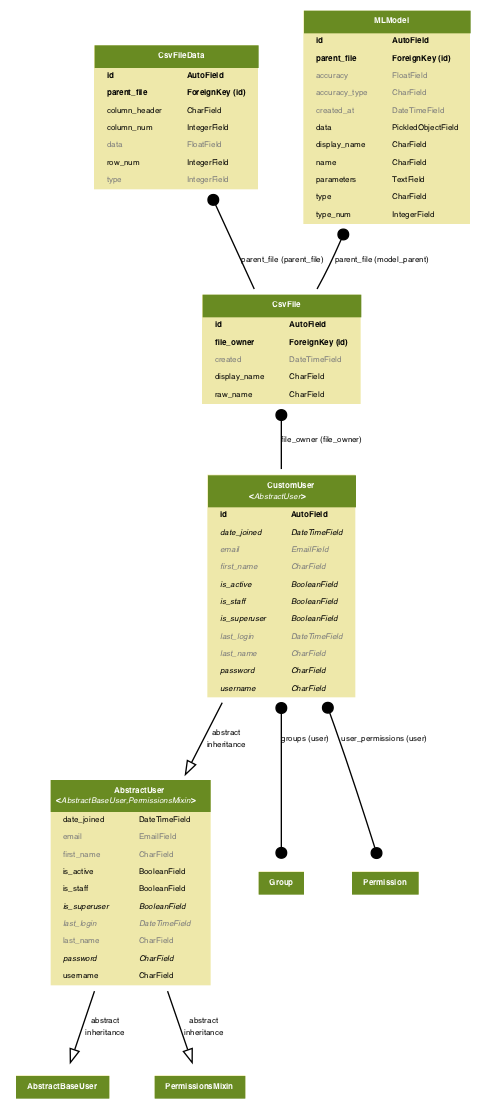 MLModel
id AutoField
parent_file ForeignKey (id)
accuracy FloatField
accuracy_type CharField
created_at DateTimeField
data PickledObjectField
display_name CharField
name CharField
parameters TextField
type CharField
type_num IntegerField
CsvFileData
id AutoField
parent_file ForeignKey (id)
column_header CharField
column_num IntegerField
data FloatField
row_num IntegerField
type IntegerField
parent_file (parent_file)
parent_file (model_parent)
CsvFile
id AutoField
file_owner ForeignKey (id)
created DateTimeField
display_name CharField
raw_name CharField
file_owner (file_owner)
CustomUser
<AbstractUser>
id AutoField
date_joined DateTimeField
email EmailField
first_name CharField
is_active BooleanField
is_staff BooleanField
is_superuser BooleanField
last_login DateTimeField
last_name CharField
password CharField
username CharField
abstract
inheritance
groups (user)
user_permissions (user)
AbstractUser
<AbstractBaseUser,PermissionsMixin>
date_joined DateTimeField
email EmailField
first_name CharField
is_active BooleanField
is_staff BooleanField
is_superuser BooleanField
last_login DateTimeField
last_name CharField
password CharField
username CharField
Group
Permission
abstract
inheritance
abstract
inheritance
AbstractBaseUser
PermissionsMixin